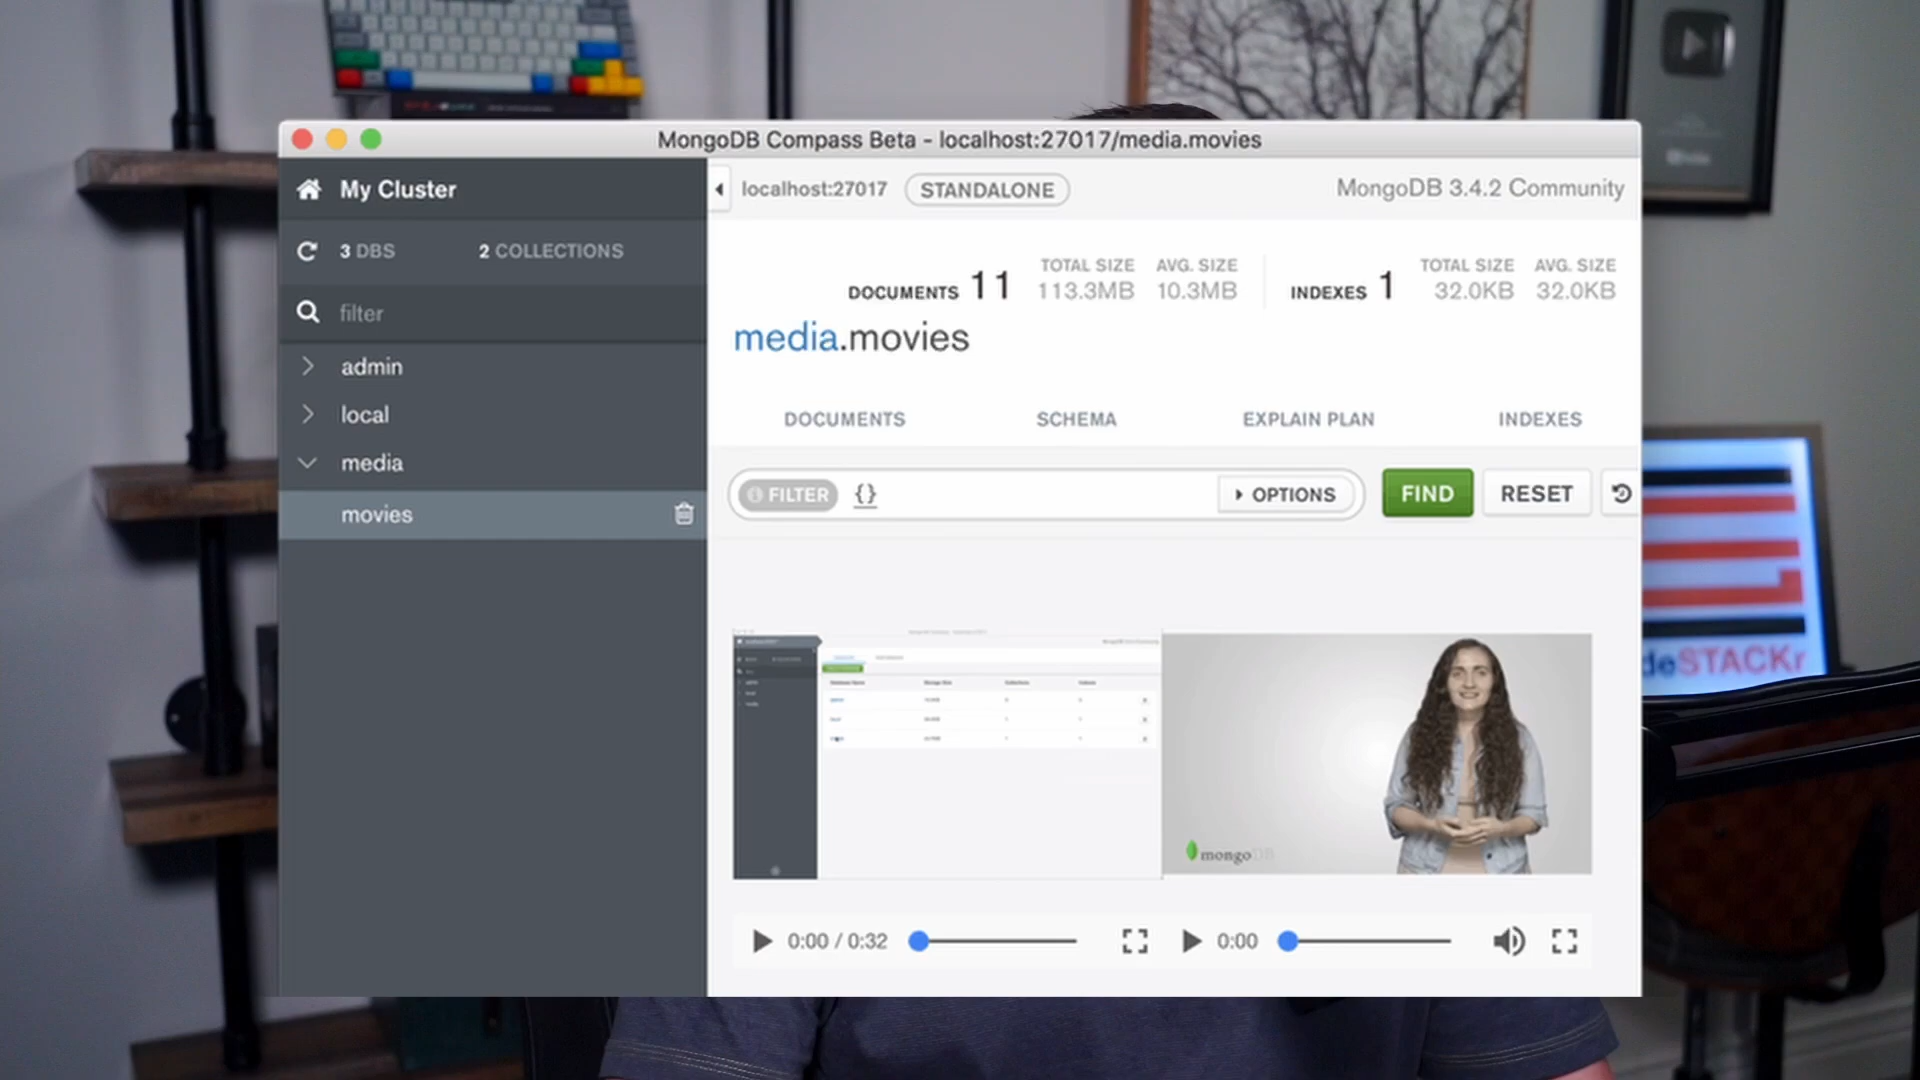 MongoDB Compass Beta - localhost:27017/media.movies
My Cluster
localhost:27017 STANDALONE
MongoDB 3.4.2 Community
3 DBS 2 COLLECTIONS
filter
admin
local
media
movies
DOCUMENTS 11
TOTAL SIZE
113.3MB
AVG. SIZE
10.3MB
INDEXES 1
TOTAL SIZE
32.0KB
AVG. SIZE
32.0KB
media.movies
DOCUMENTS SCHEMA EXPLAIN PLAN INDEXES
FILTER {} OPTIONS FIND RESET
mongoDB
0:00 / 0:32
0:00
deSTACKr